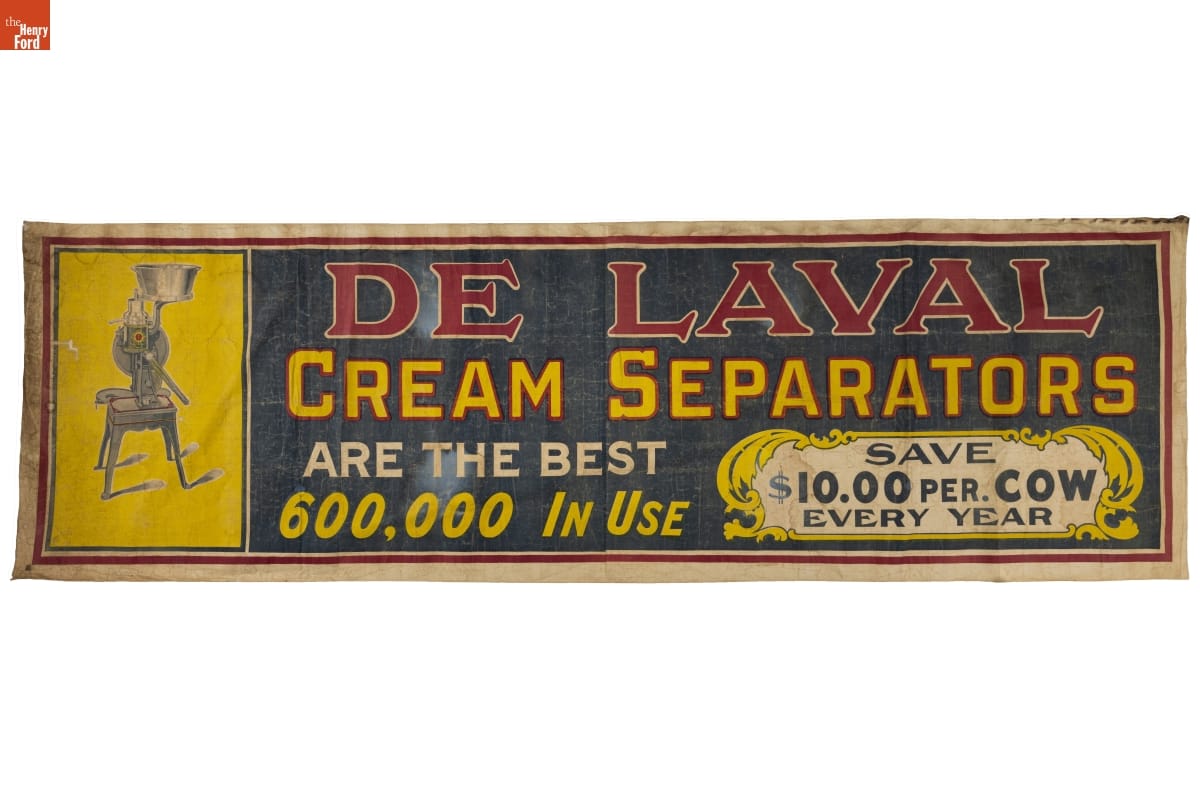 the
Henry
Ford
DE LAVAL
CREAM SEPARATORS
ARE THE BEST
600,000 IN USE
SAVE
$10.00 PER. COW
EVERY YEAR